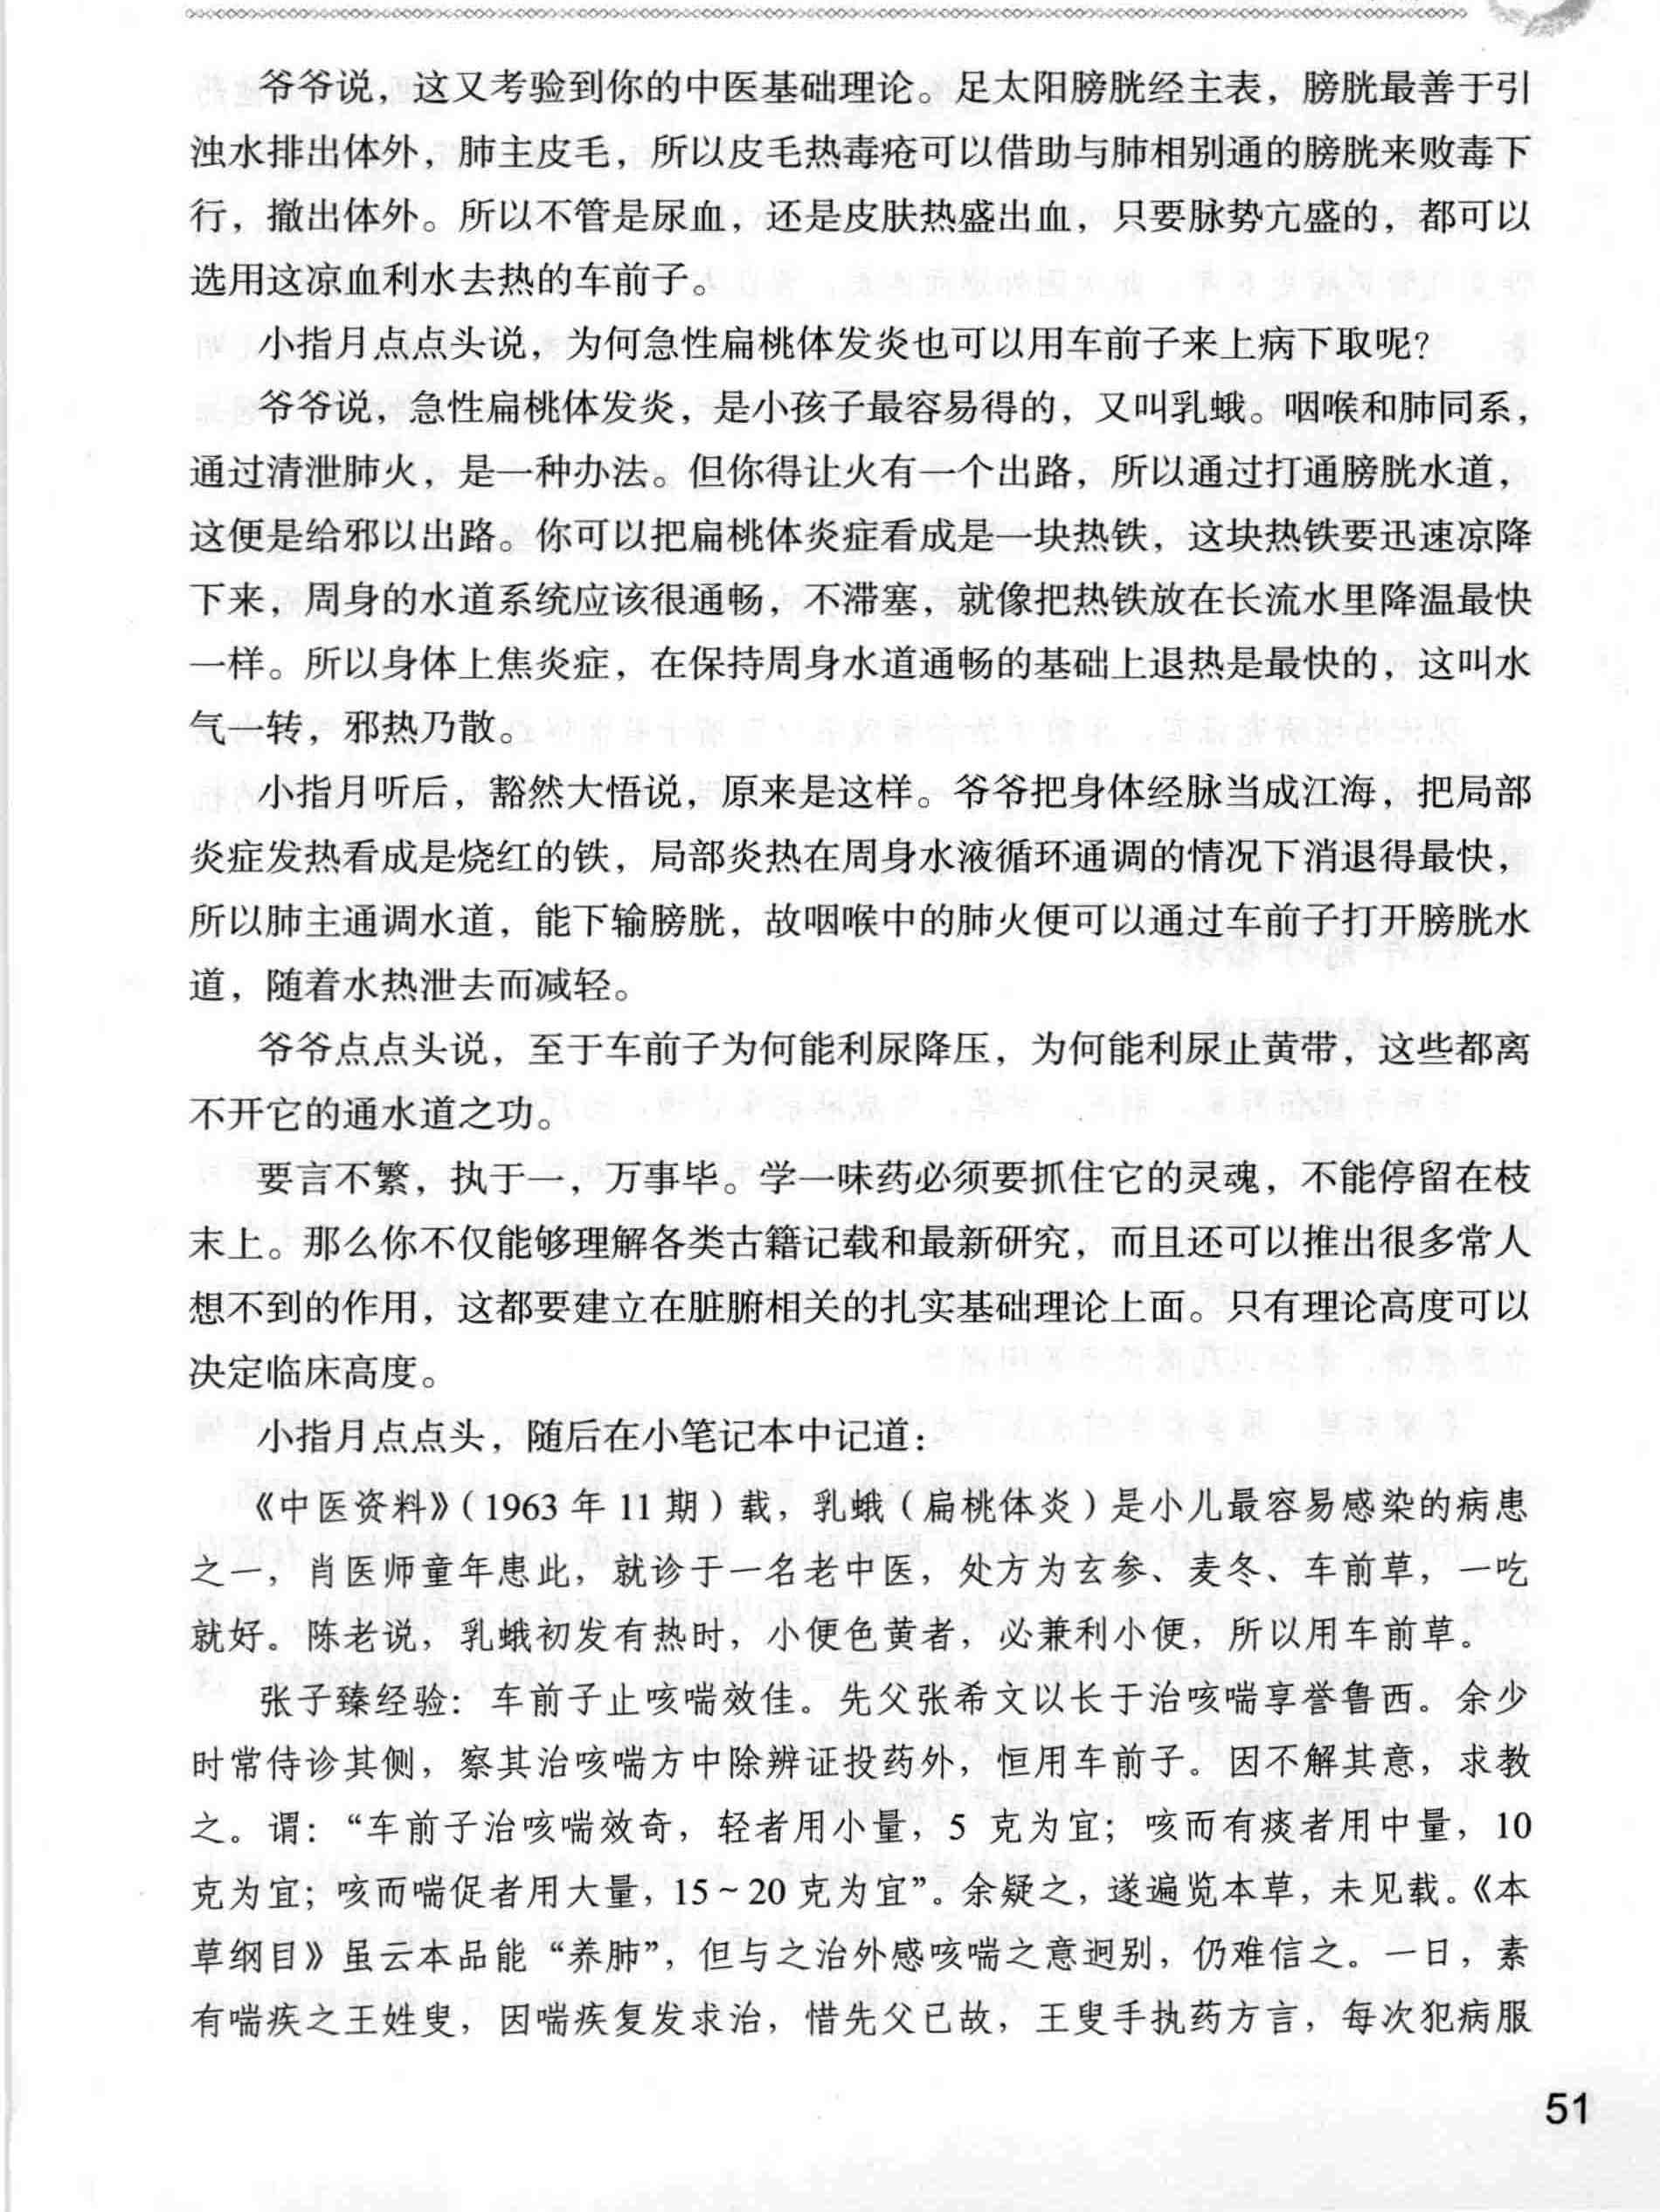 爷爷说，这又考验到你的中医基础理论。足太阳膀胱经主表，膀胱最善于引
浊水排出体外，肺主皮毛，所以皮毛热毒疮可以借助与肺相别通的膀胱来败毒下
行，撤出体外。所以不管是尿血，还是皮肤热盛出血，只要脉势亢盛的，都可以
选用这凉血利水去热的车前子。
小指月点点头说，为何急性扁桃体发炎也可以用车前子来上病下取呢？
爷爷说，急性扁桃体发炎，是小孩子最容易得的，又叫乳蛾。咽喉和肺同系，
通过清泄肺火，是一种办法。但你得让火有一个出路，所以通过打通膀胱水道，
这便是给邪以出路。你可以把扁桃体炎症看成是一块热铁，这块热铁要迅速凉降
下来，周身的水道系统应该很通畅，不滞塞，就像把热铁放在长流水里降温最快
一样。所以身体上焦炎症，在保持周身水道通畅的基础上退热是最快的，这叫水
气一转，邪热乃散。
小指月听后，豁然大悟说，原来是这样。爷爷把身体经脉当成江海，把局部
炎症发热看成是烧红的铁，局部炎热在周身水液循环通调的情况下消退得最快，
所以肺主通调水道，能下输膀胱，故咽喉中的肺火便可以通过车前子打开膀胱水
道，随着水热泄去而减轻。
爷爷点点头说，至于车前子为何能利尿降压，为何能利尿止黄带，这些都离
不开它的通水道之功。
要言不繁，执于一，万事毕。学一味药必须要抓住它的灵魂，不能停留在枝
末上。那么你不仅能够理解各类古籍记载和最新研究，而且还可以推出很多常人
想不到的作用，这都要建立在脏腑相关的扎实基础理论上面。只有理论高度可以
决定临床高度。
小指月点点头，随后在小笔记本中记道：
《中医资料》（1963 年 11 期）载，乳蛾（扁桃体炎）是小儿最容易感染的病患
之一，肖医师童年患此，就诊于一名老中医，处方为玄参、麦冬、车前草，一吃
就好。陈老说，乳蛾初发有热时，小便色黄者，必兼利小便，所以用车前草。
张子臻经验：车前子止咳喘效佳。先父张希文以长于治咳喘享誉鲁西。余少
时常侍诊其侧，察其治咳喘方中除辨证投药外，恒用车前子。因不解其意，求教
之。谓：“车前子治咳喘效奇，轻者用小量，5 克为宜；咳而有痰者用中量，10
克为宜；咳而喘促者用大量，15～20 克为宜”。余疑之，遂遍览本草，未见载。《本
草纲目》虽云本品能“养肺”，但与之治外感咳喘之意迥别，仍难信之。一日，素
有喘疾之王姓叟，因喘疾复发求治，惜先父已故，王叟手执药方言，每次犯病服
51